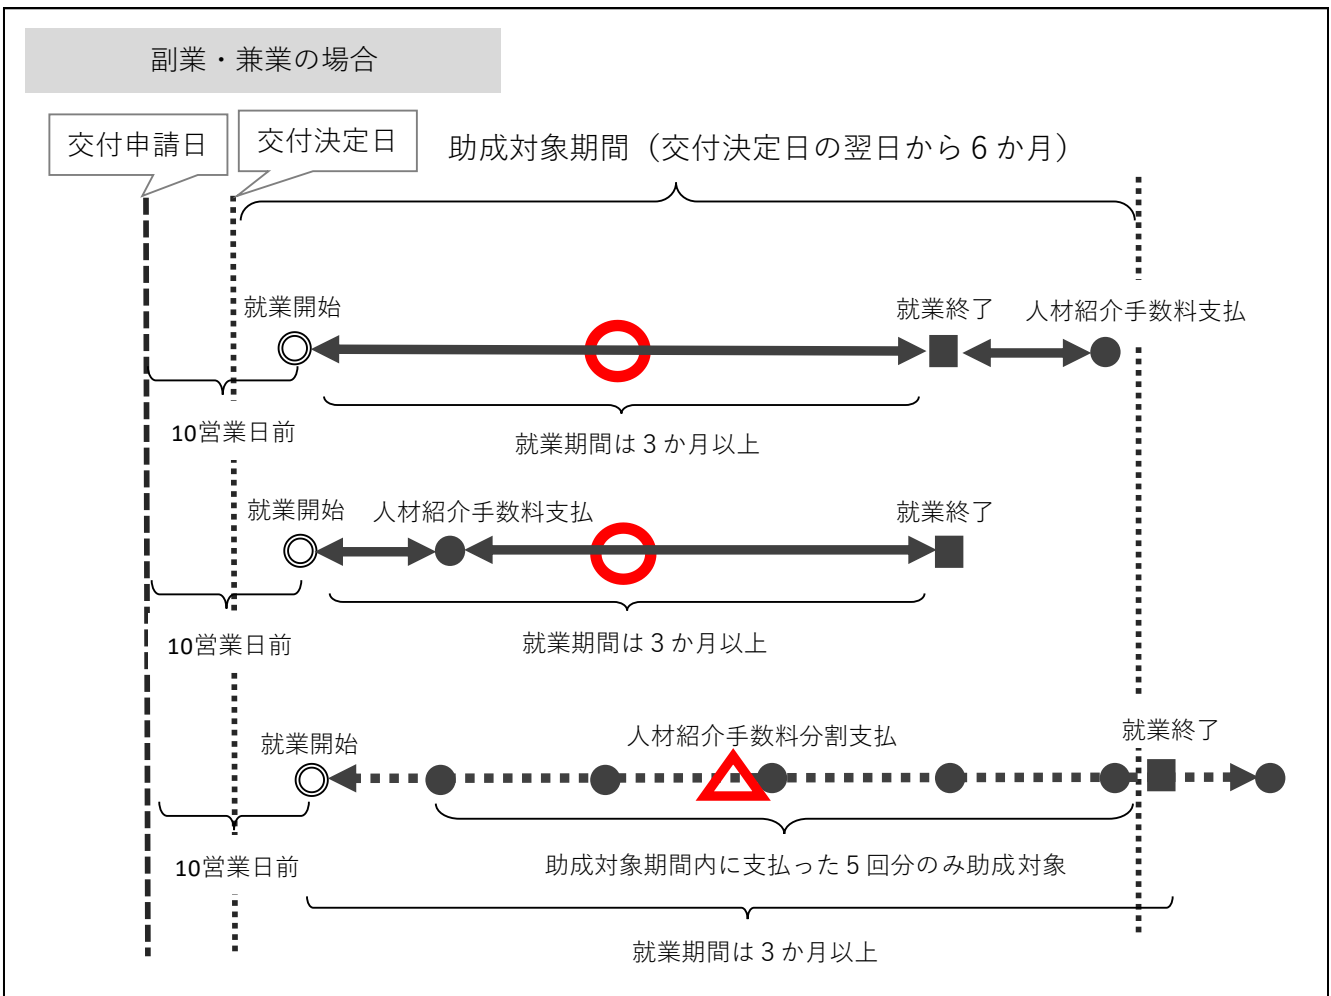 副業・兼業の場合
交付申請日
交付決定日
助成対象期間（交付決定日の翌日から６か月）
就業開始
就業終了
人材紹介手数料支払
10営業日前
就業期間は３か月以上
就業開始
人材紹介手数料支払
就業終了
10営業日前
就業期間は３か月以上
就業開始
人材紹介手数料分割支払
就業終了
10営業日前
助成対象期間内に支払った５回分のみ助成対象
就業期間は３か月以上